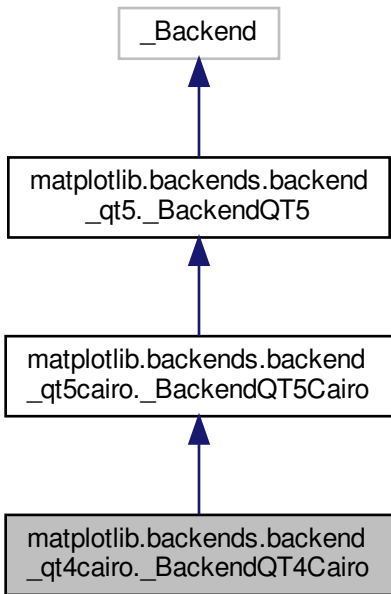 _Backend
matplotlib.backends.backend
_qt5._BackendQT5
matplotlib.backends.backend
_qt5cairo._BackendQT5Cairo
matplotlib.backends.backend
_qt4cairo._BackendQT4Cairo